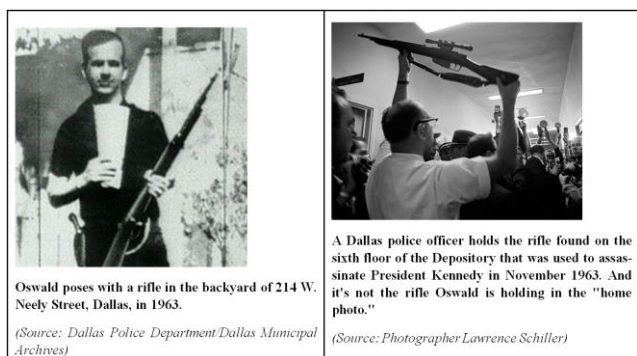 Oswald poses with a rifle in the backyard of 214 W.
Neely Street, Dallas, in 1963.
(Source: Dallas Police Department/Dallas Municipal
Archives)
A Dallas police officer holds the rifle found on the
sixth floor of the Depository that was used to assas-
sinate President Kennedy in November 1963. And
it's not the rifle Oswald is holding in the "home
photo."
(Source: Photographer Lawrence Schiller)